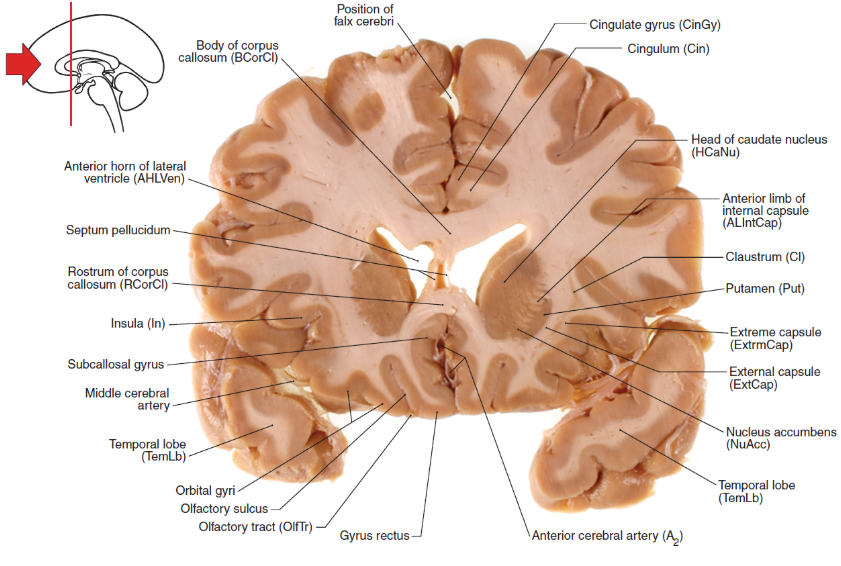 Position of
falx cerebri
Cingulate gyrus (CinGy)
Body of corpus
callosum (BCorCl)
Cingulum (Cin)
Head of caudate nucleus
(HCaNu)
Anterior horn of lateral
ventricle (AHLVen)
Anterior limb of
internal capsule
(ALIntCap)
Septum pellucidum
Claustrum (Cl)
Rostrum of corpus
callosum (RCorCl)
Putamen (Put)
Insula (In)
Extreme capsule
(ExtrmCap)
Subcallosal gyrus
External capsule
(ExtCap)
Middle cerebral
artery
Nucleus accumbens
(NuAcc)
Temporal lobe
(TemLb)
Temporal lobe
(TemLb)
Orbital gyri
Olfactory sulcus
Olfactory tract (OlfTr)
Gyrus rectus
Anterior cerebral artery (A2)